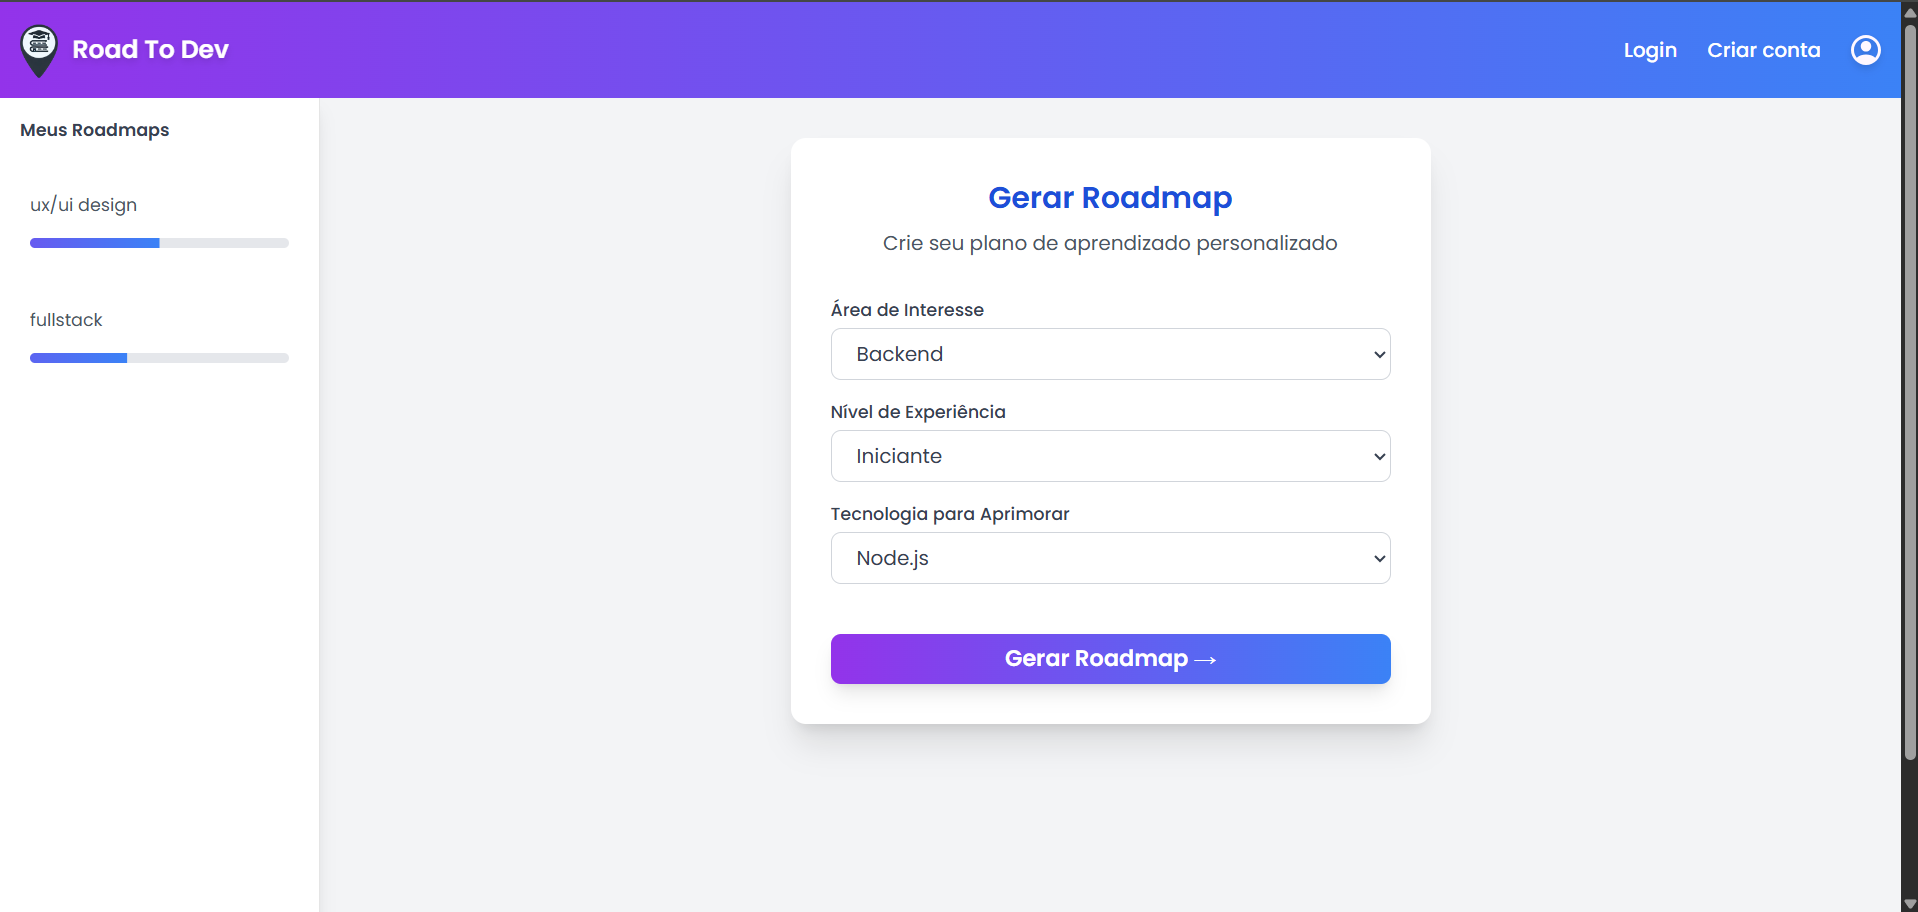 Road To Dev
Login
Criar conta
Meus Roadmaps
ux/ui design
fullstack
Gerar Roadmap
Crie seu plano de aprendizado personalizado
Área de Interesse
Backend
Nível de Experiência
Iniciante
Tecnologia para Aprimorar
Node.js
Gerar Roadmap →